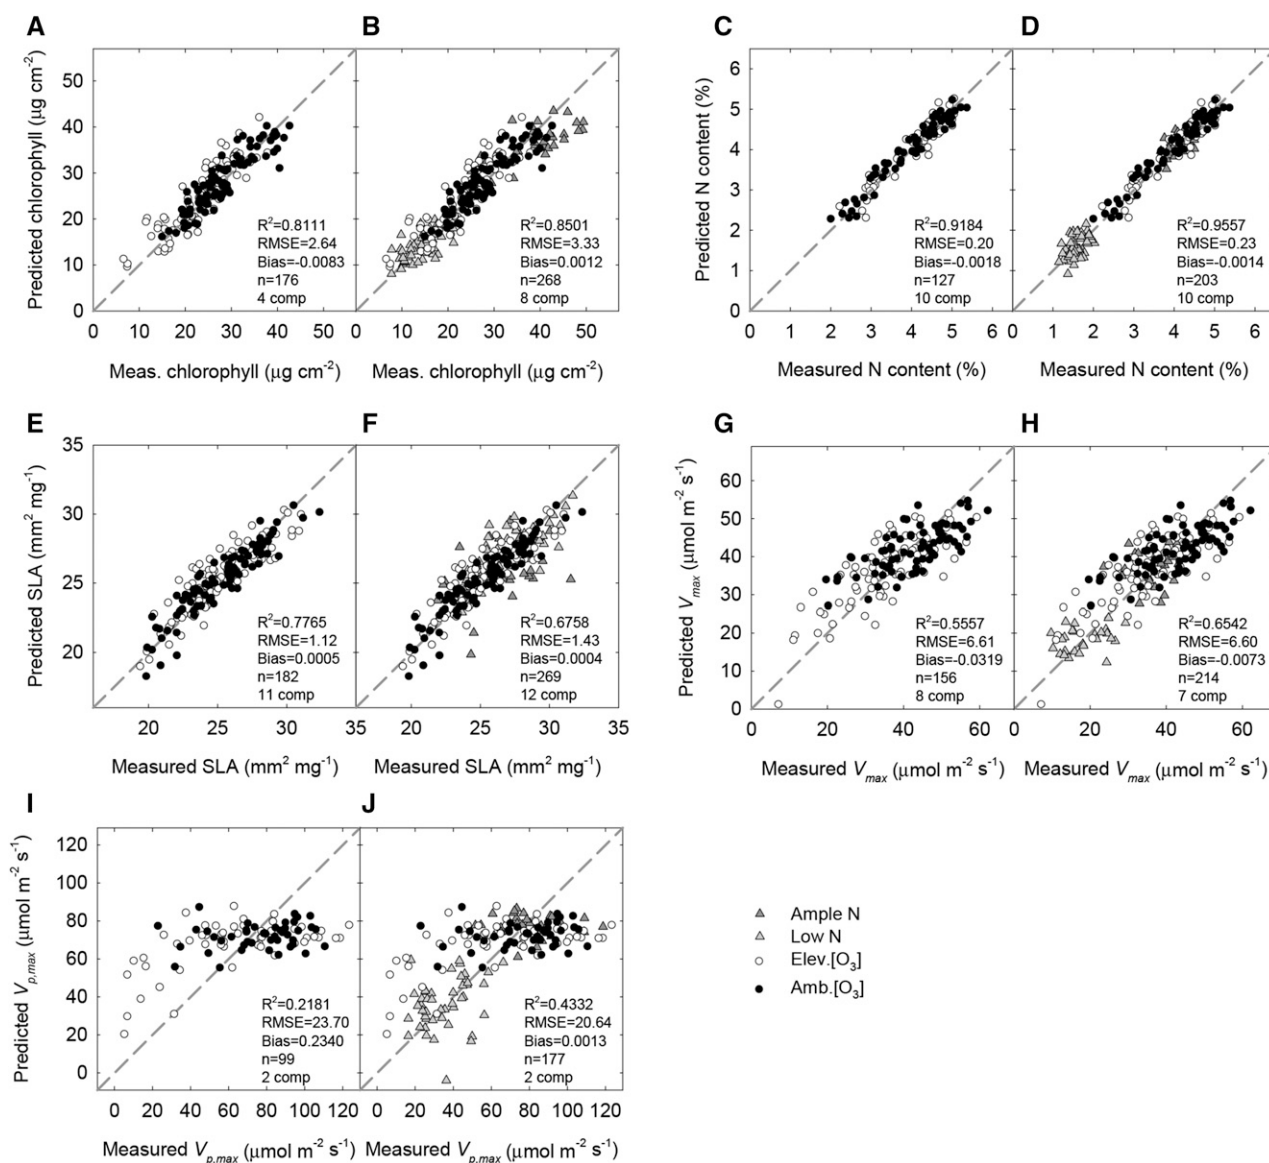 A
B
C
D
Predicted chlorophyll (µg cm-2)
50
40
30
20
10
0
R2=0.8111
RMSE=2.64
Bias=-0.0083
n=176
4 comp
R2=0.8501
RMSE=3.33
Bias=0.0012
n=268
8 comp
0 10 20 30 40 50
0 10 20 30 40 50
Meas. chlorophyll (µg cm-2)
Meas. chlorophyll (µg cm-2)
Predicted N content (%)
6
5
4
3
2
1
0
R2=0.9184
RMSE=0.20
Bias=-0.0018
n=127
10 comp
R2=0.9557
RMSE=0.23
Bias=-0.0014
n=203
10 comp
0 1 2 3 4 5 6
0 1 2 3 4 5 6
Measured N content (%)
Measured N content (%)
E
F
G
H
Predicted SLA (mm2 mg-1)
35
30
25
20
R2=0.7765
RMSE=1.12
Bias=0.0005
n=182
11 comp
R2=0.6758
RMSE=1.43
Bias=0.0004
n=269
12 comp
20 25 30 35
20 25 30 35
Measured SLA (mm2 mg-1)
Measured SLA (mm2 mg-1)
Predicted Vmax (µmol m-2 s-1)
60
50
40
30
20
10
0
R2=0.5557
RMSE=6.61
Bias=-0.0319
n=156
8 comp
R2=0.6542
RMSE=6.60
Bias=-0.0073
n=214
7 comp
0 20 40 60
0 20 40 60
Measured Vmax (µmol m-2 s-1)
Measured Vmax (µmol m-2 s-1)
I
J
Predicted Vp,max (µmol m-2 s-1)
120
100
80
60
40
20
0
R2=0.2181
RMSE=23.70
Bias=0.2340
n=99
2 comp
R2=0.4332
RMSE=20.64
Bias=0.0013
n=177
2 comp
0 20 40 60 80 100 120
0 20 40 60 80 100 120
Measured Vp,max (µmol m-2 s-1)
Measured Vp,max (µmol m-2 s-1)
Ample N
Low N
Elev.[O3]
Amb.[O3]